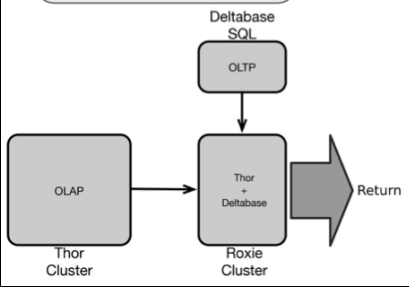 Deltabase
SQL
OLTP
OLAP
Thor
+
Deltabase
Return
Thor
Cluster
Roxie
Cluster